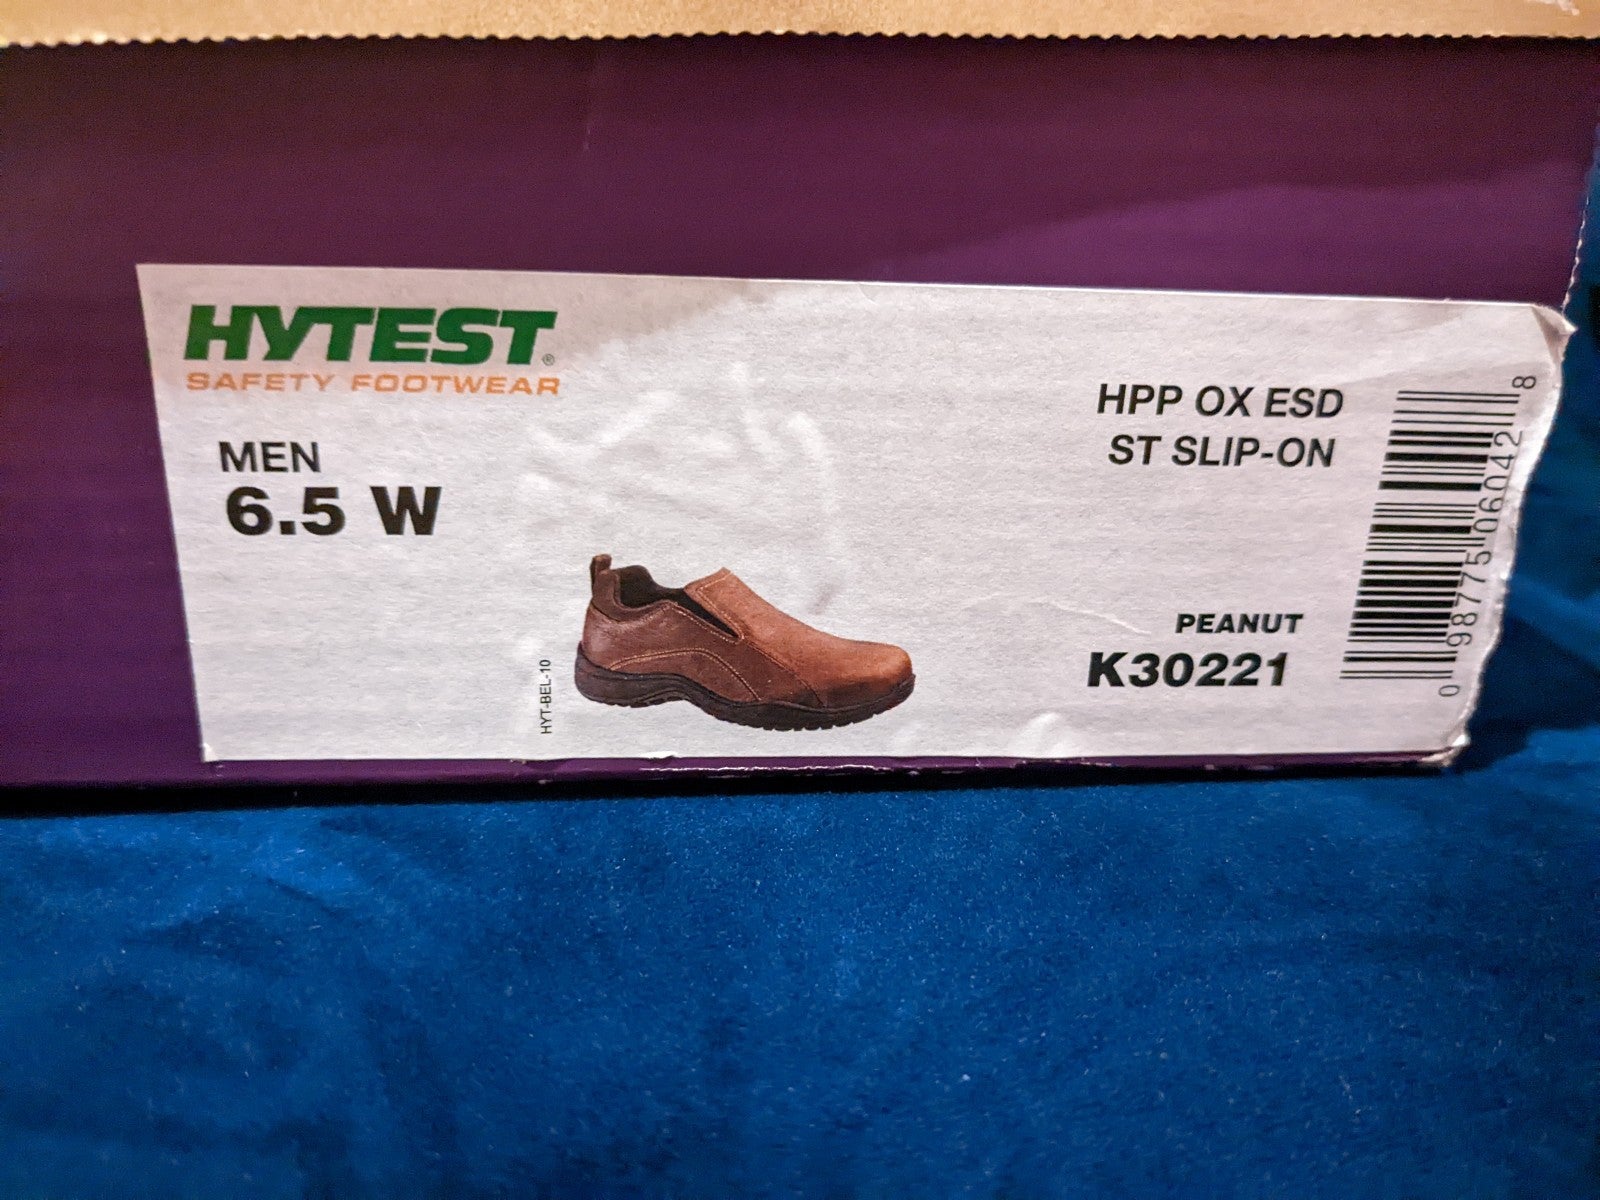 HYTEST®
SAFETY FOOTWEAR
MEN
6.5 W
HPP OX ESD
ST SLIP-ON
HYT-BEL-10
PEANUT
K30221
0 98775 06042 8